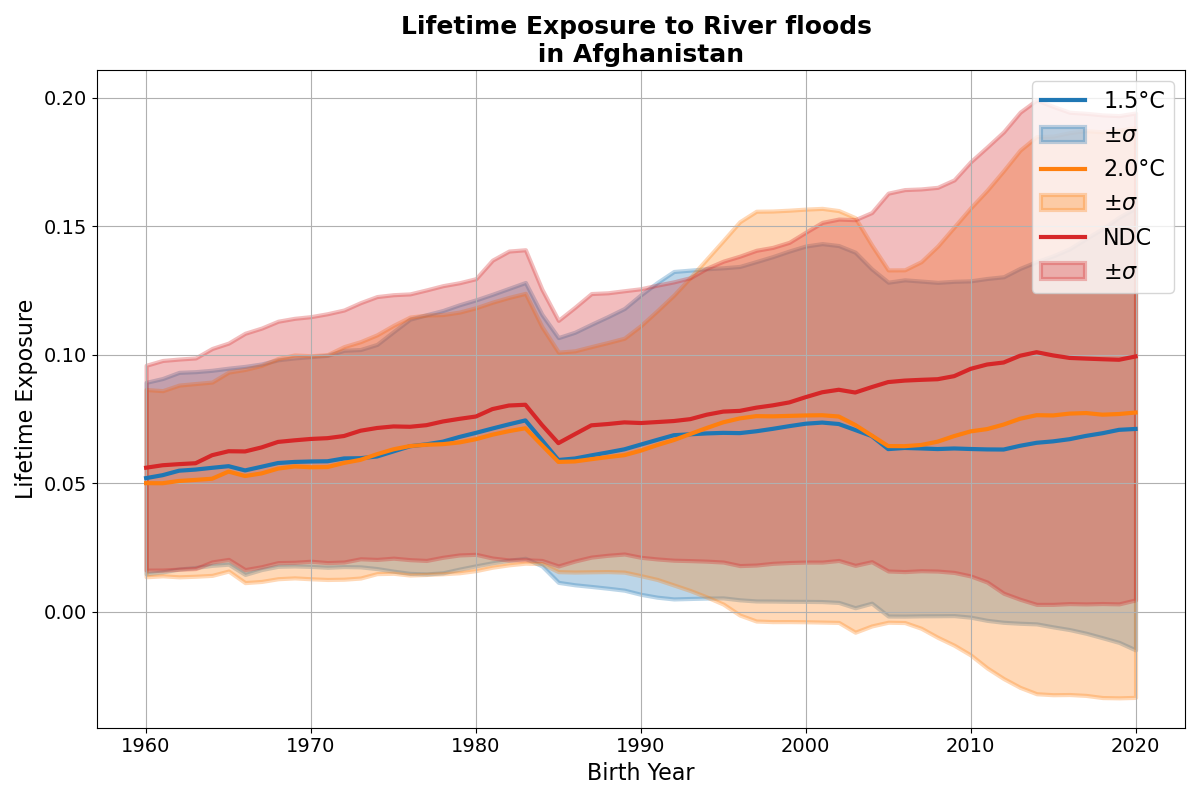 Lifetime Exposure to River floods
in Afghanistan
0.20
0.15
0.10
0.05
0.00
Lifetime Exposure
1960
1970
1980
1990
2000
2010
2020
Birth Year
1.5°C
±σ
2.0°C
±σ
NDC
±σ